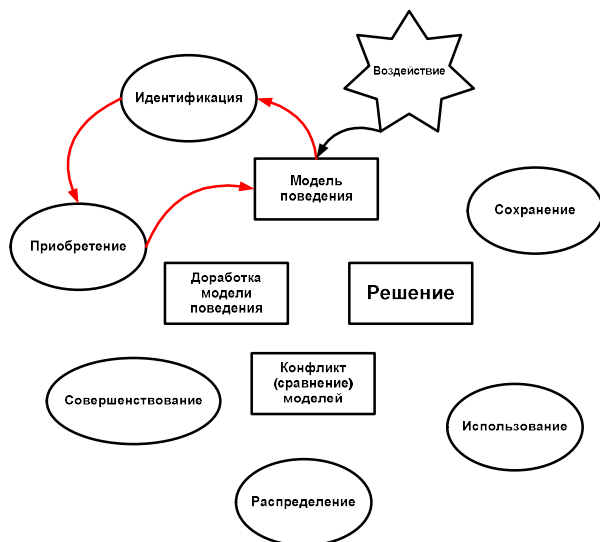 Воздействие
Идентификация
Модель
поведения
Сохранение
Приобретение
Доработка
модели
поведения
Решение
Конфликт
(сравнение)
моделей
Совершенствование
Использование
Распределение